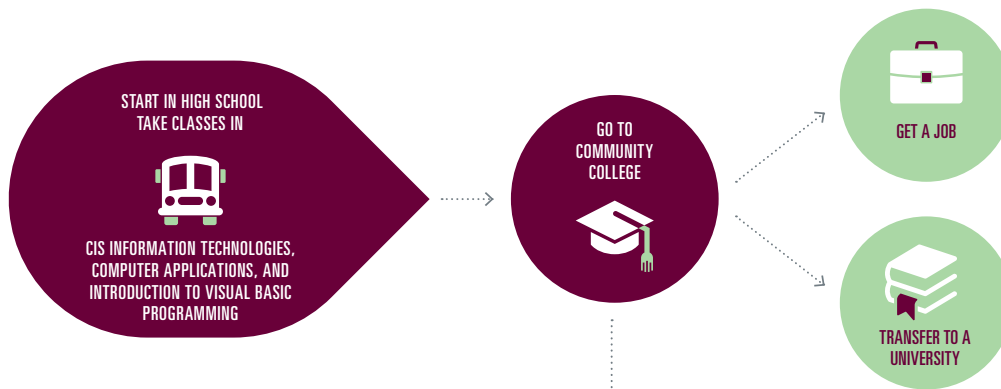 START IN HIGH SCHOOL
TAKE CLASSES IN
CIS INFORMATION TECHNOLOGIES,
COMPUTER APPLICATIONS, AND
INTRODUCTION TO VISUAL BASIC
PROGRAMMING
GO TO
COMMUNITY
COLLEGE
GET A JOB
TRANSFER TO A
UNIVERSITY